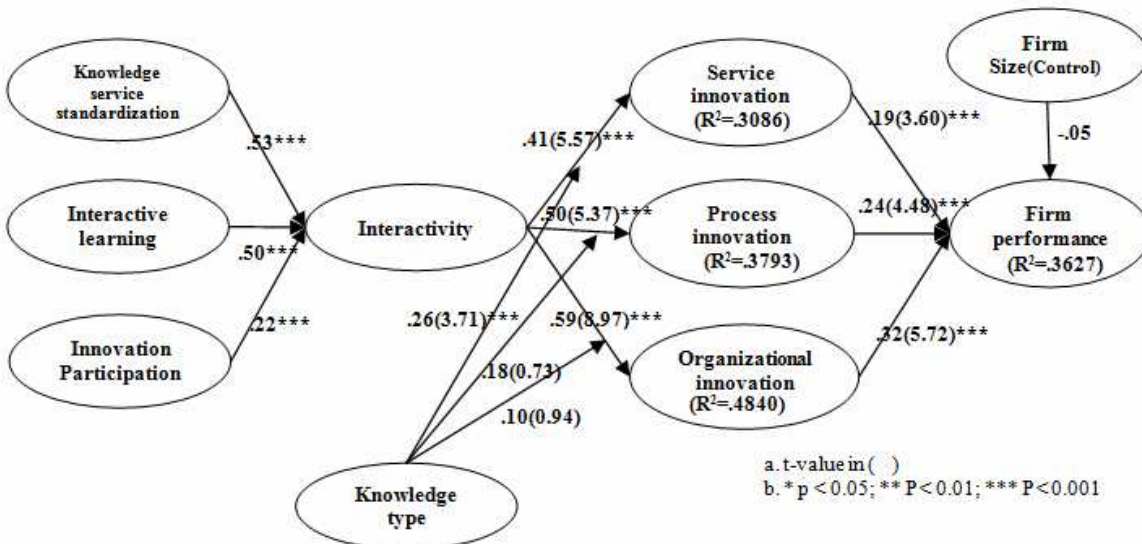 Knowledge
service
standardization
Interactive
learning
Innovation
Participation
.53***
.50***
.22***
Interactivity
Knowledge
type
.41(5.57)***
.50(5.37)***
.59(8.97)***
.26(3.71)***
.18(0.73)
.10(0.94)
Service
innovation
(R²=.3086)
Process
innovation
(R²=.3793)
Organizational
innovation
(R²=.4840)
.19(3.60)***
.24(4.48)***
.32(5.72)***
Firm
Size(Control)
-.05
Firm
performance
(R²=.3627)
a. t-value in ( )
b. * p < 0.05; ** P < 0.01; *** P < 0.001